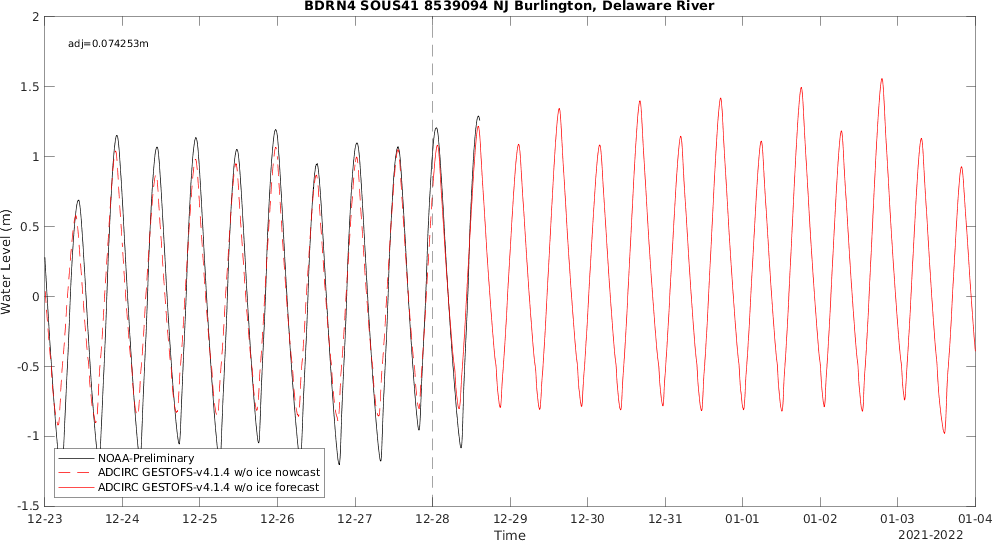 BDRN4 SOUS41 8539094 NJ Burlington, Delaware River
adj=0.074253m
Water Level (m)
2
1.5
1
0.5
0
-0.5
-1
-1.5
NOAA-Preliminary
ADCIRC GESTOFS-v4.1.4 w/o ice nowcast
ADCIRC GESTOFS-v4.1.4 w/o ice forecast
12-23 12-24 12-25 12-26 12-27 12-28 12-29 12-30 12-31 01-01 01-02 01-03 01-04
Time
2021-2022